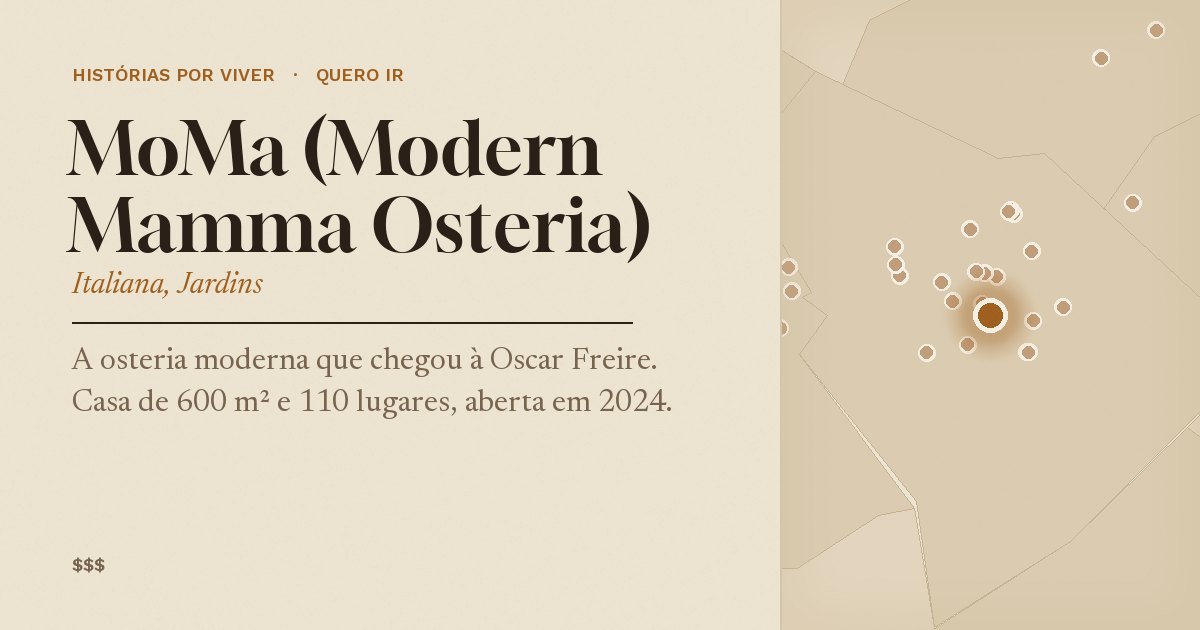 HISTÓRIAS POR VIVER · QUERO IR
MoMa (Modern
Mamma Osteria)
Italiana, Jardins
A osteria moderna que chegou à Oscar Freire.
Casa de 600 m² e 110 lugares, aberta em 2024.
$$$